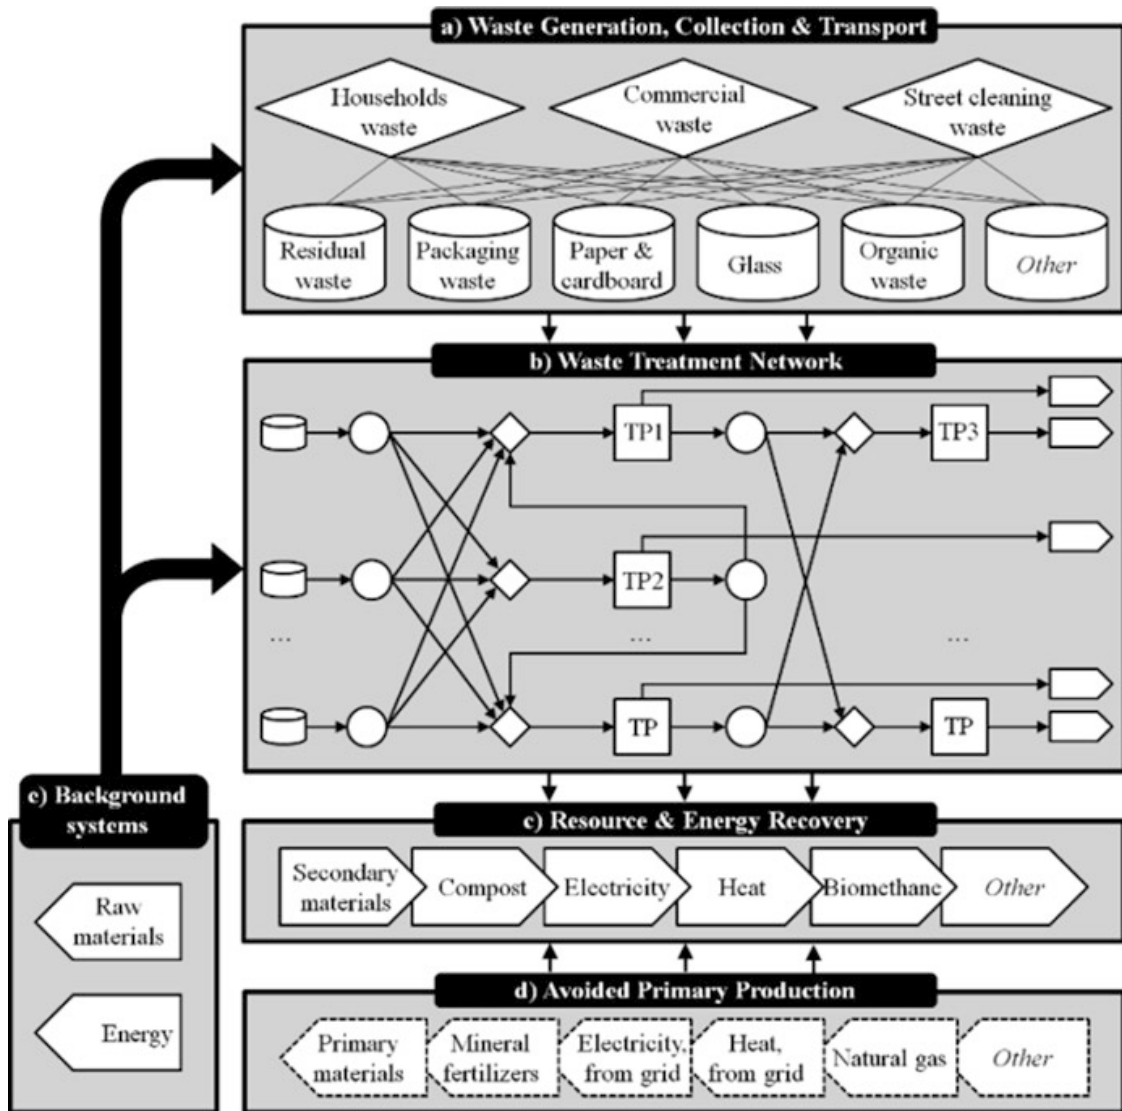 a) Waste Generation, Collection & Transport
Households
waste
Commercial
waste
Street cleaning
waste
Residual
waste
Packaging
waste
Paper &
cardboard
Glass
Organic
waste
Other
b) Waste Treatment Network
TP1
TP3
TP2
...
...
...
TP
TP
e) Background
systems
Raw
materials
Energy
c) Resource & Energy Recovery
Secondary
materials
Compost
Electricity
Heat
Biomethane
Other
d) Avoided Primary Production
Primary
materials
Mineral
fertilizers
Electricity,
from grid
Heat,
from grid
Natural gas
Other